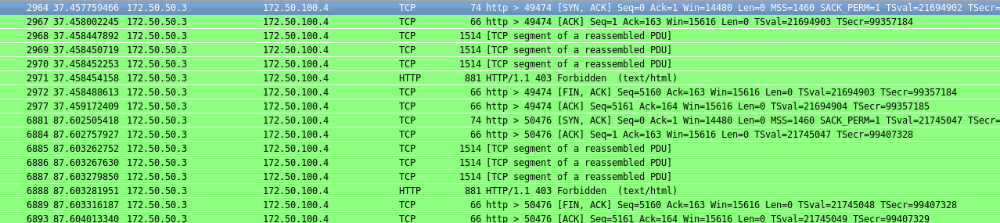 2964 37.457759466 172.50.50.3 172.50.100.4 TCP 74 http > 49474 [SYN, ACK] Seq=0 Ack=1 Win=14480 Len=0 MSS=1460 SACK_PERM=1 TSval=21694902 TSecr=
2967 37.458002245 172.50.50.3 172.50.100.4 TCP 66 http > 49474 [ACK] Seq=1 Ack=163 Win=15616 Len=0 TSval=21694903 TSecr=99357184
2968 37.458447892 172.50.50.3 172.50.100.4 TCP 1514 [TCP segment of a reassembled PDU]
2969 37.458450719 172.50.50.3 172.50.100.4 TCP 1514 [TCP segment of a reassembled PDU]
2970 37.458452253 172.50.50.3 172.50.100.4 TCP 1514 [TCP segment of a reassembled PDU]
2971 37.458454158 172.50.50.3 172.50.100.4 HTTP 881 HTTP/1.1 403 Forbidden (text/html)
2972 37.458488613 172.50.50.3 172.50.100.4 TCP 66 http > 49474 [FIN, ACK] Seq=5160 Ack=163 Win=15616 Len=0 TSval=21694903 TSecr=99357184
2977 37.459172409 172.50.50.3 172.50.100.4 TCP 66 http > 49474 [ACK] Seq=5161 Ack=164 Win=15616 Len=0 TSval=21694904 TSecr=99357185
6881 87.602505418 172.50.50.3 172.50.100.4 TCP 74 http > 50476 [SYN, ACK] Seq=0 Ack=1 Win=14480 Len=0 MSS=1460 SACK_PERM=1 TSval=21745047 TSecr=
6884 87.602757927 172.50.50.3 172.50.100.4 TCP 66 http > 50476 [ACK] Seq=1 Ack=163 Win=15616 Len=0 TSval=21745047 TSecr=99407328
6885 87.603262752 172.50.50.3 172.50.100.4 TCP 1514 [TCP segment of a reassembled PDU]
6886 87.603267630 172.50.50.3 172.50.100.4 TCP 1514 [TCP segment of a reassembled PDU]
6887 87.603279850 172.50.50.3 172.50.100.4 TCP 1514 [TCP segment of a reassembled PDU]
6888 87.603281951 172.50.50.3 172.50.100.4 HTTP 881 HTTP/1.1 403 Forbidden (text/html)
6889 87.603316187 172.50.50.3 172.50.100.4 TCP 66 http > 50476 [FIN, ACK] Seq=5160 Ack=163 Win=15616 Len=0 TSval=21745048 TSecr=99407328
6893 87.604013340 172.50.50.3 172.50.100.4 TCP 66 http > 50476 [ACK] Seq=5161 Ack=164 Win=15616 Len=0 TSval=21745049 TSecr=99407329